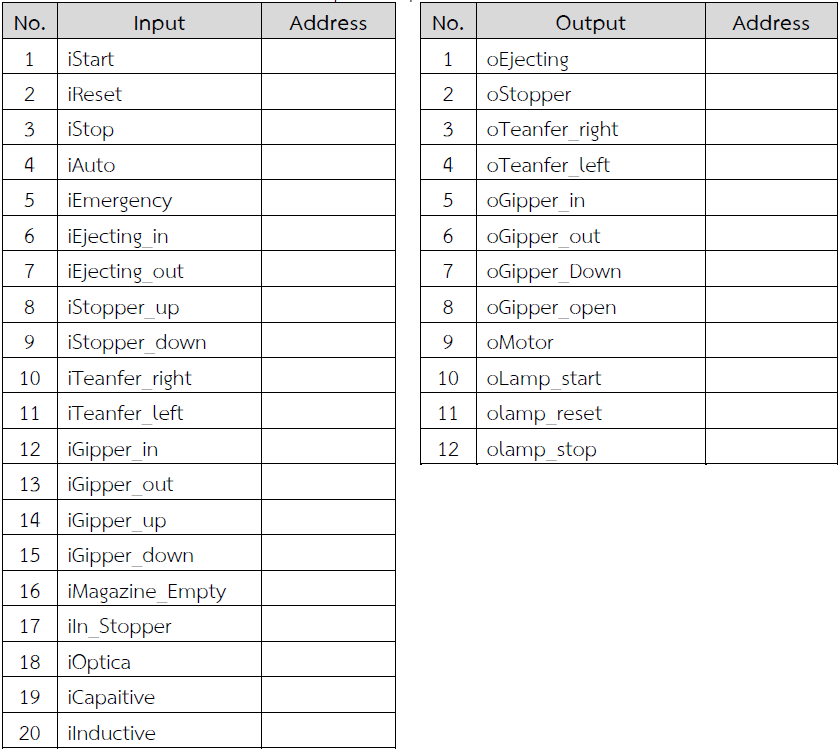 No. Input Address
1 iStart
2 iReset
3 iStop
4 iAuto
5 iEmergency
6 iEjecting_in
7 iEjecting_out
8 iStopper_up
9 iStopper_down
10 iTeanfer_right
11 iTeanfer_left
12 iGipper_in
13 iGipper_out
14 iGipper_up
15 iGipper_down
16 iMagazine_Empty
17 iIn_Stopper
18 iOptica
19 iCapaitive
20 iInductive
No. Output Address
1 oEjecting
2 oStopper
3 oTeanfer_right
4 oTeanfer_left
5 oGipper_in
6 oGipper_out
7 oGipper_Down
8 oGipper_open
9 oMotor
10 oLamp_start
11 olamp_reset
12 olamp_stop